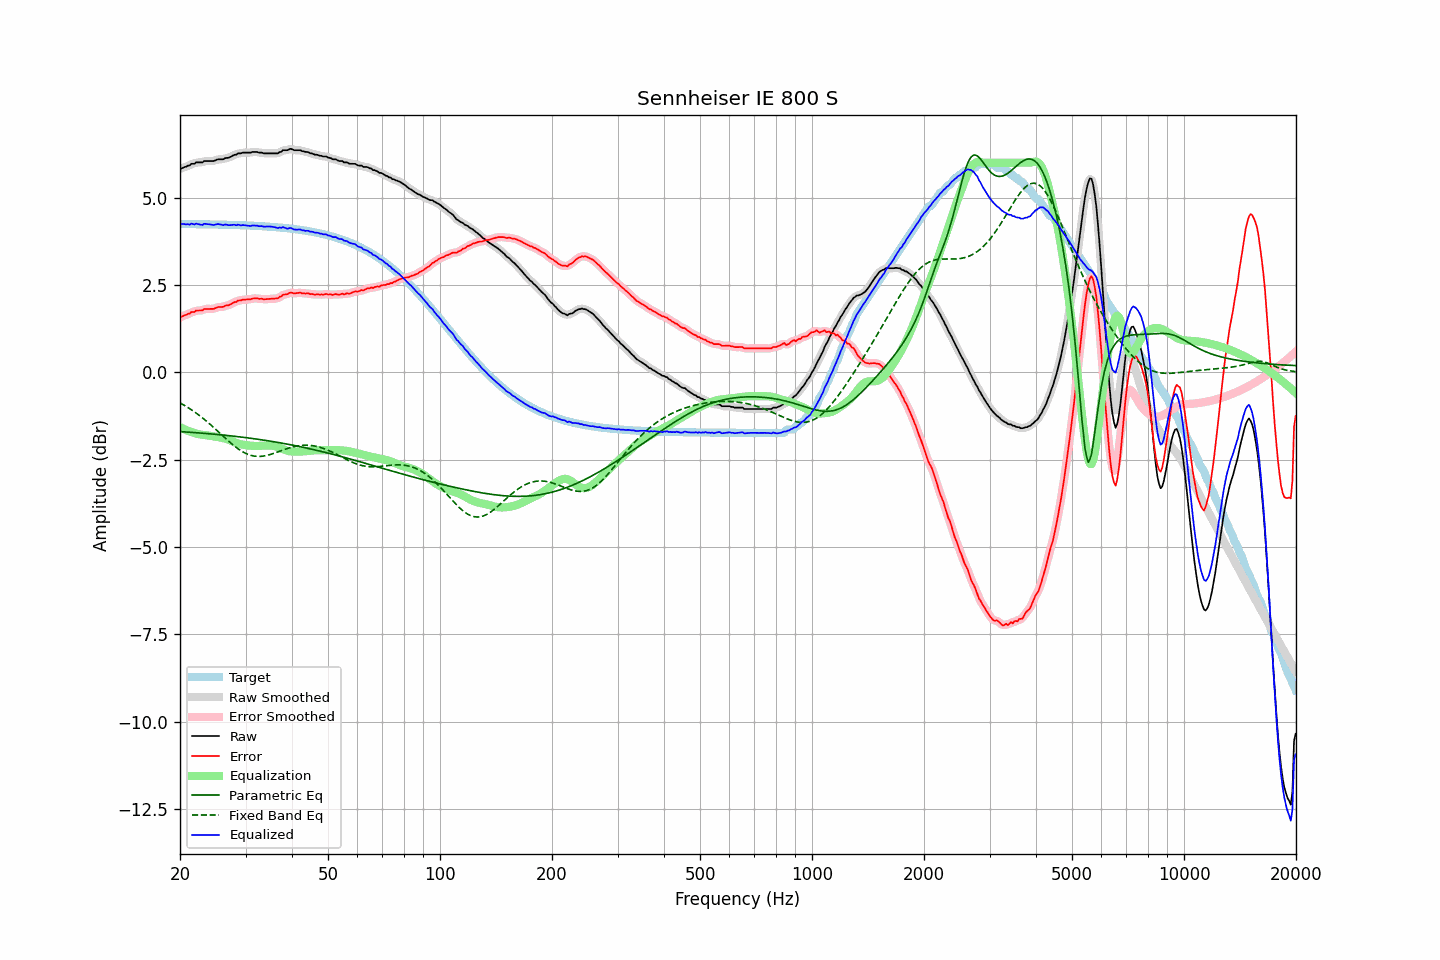 Sennheiser IE 800 S
Amplitude (dBr)
5.0
2.5
0.0
−2.5
−5.0
−7.5
−10.0
−12.5
Target
Raw Smoothed
Error Smoothed
Raw
Error
Equalization
Parametric Eq
Fixed Band Eq
Equalized
20 50 100 200 500 1000 2000 5000 10000 20000
Frequency (Hz)